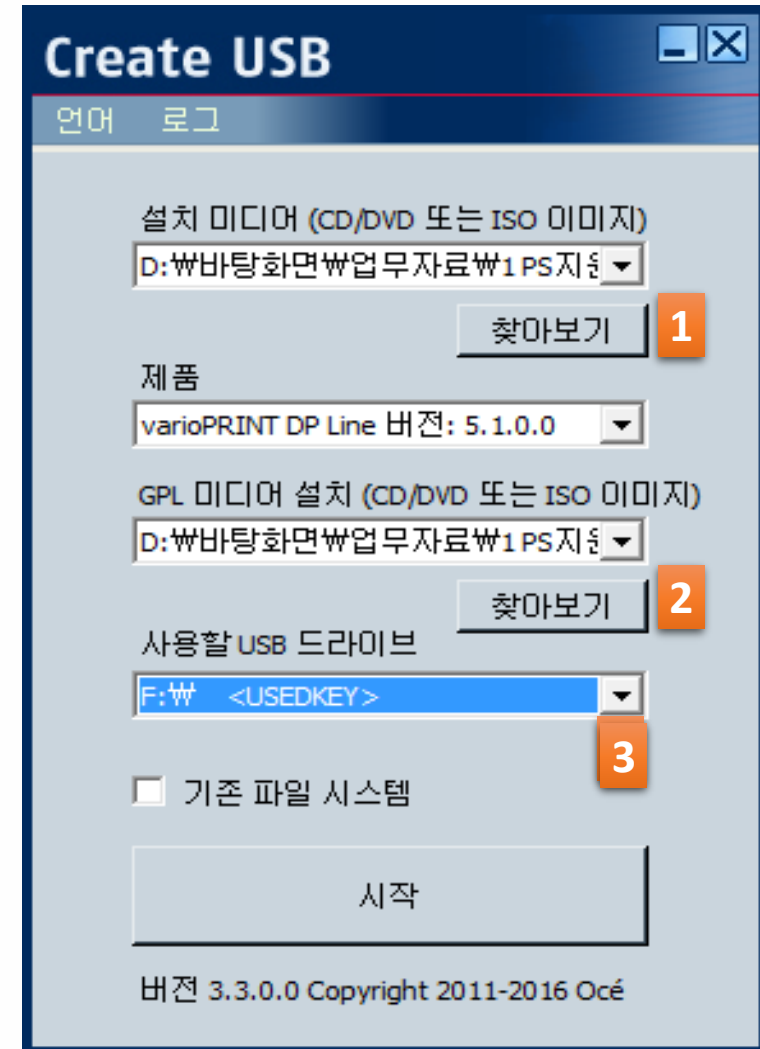 Create USB
언어 로그
설치 미디어 (CD/DVD 또는 ISO 이미지)
D:₩바탕화면₩업무자료₩1 PS지
찾아보기 1
제품
varioPRINT DP Line 버전: 5.1.0.0
GPL 미디어 설치 (CD/DVD 또는 ISO 이미지)
D:₩바탕화면₩업무자료₩1 PS지
찾아보기 2
사용할 USB 드라이브
F:₩ <USEDKEY>
3
기존 파일 시스템
시작
버전 3.3.0.0 Copyright 2011-2016 Océ